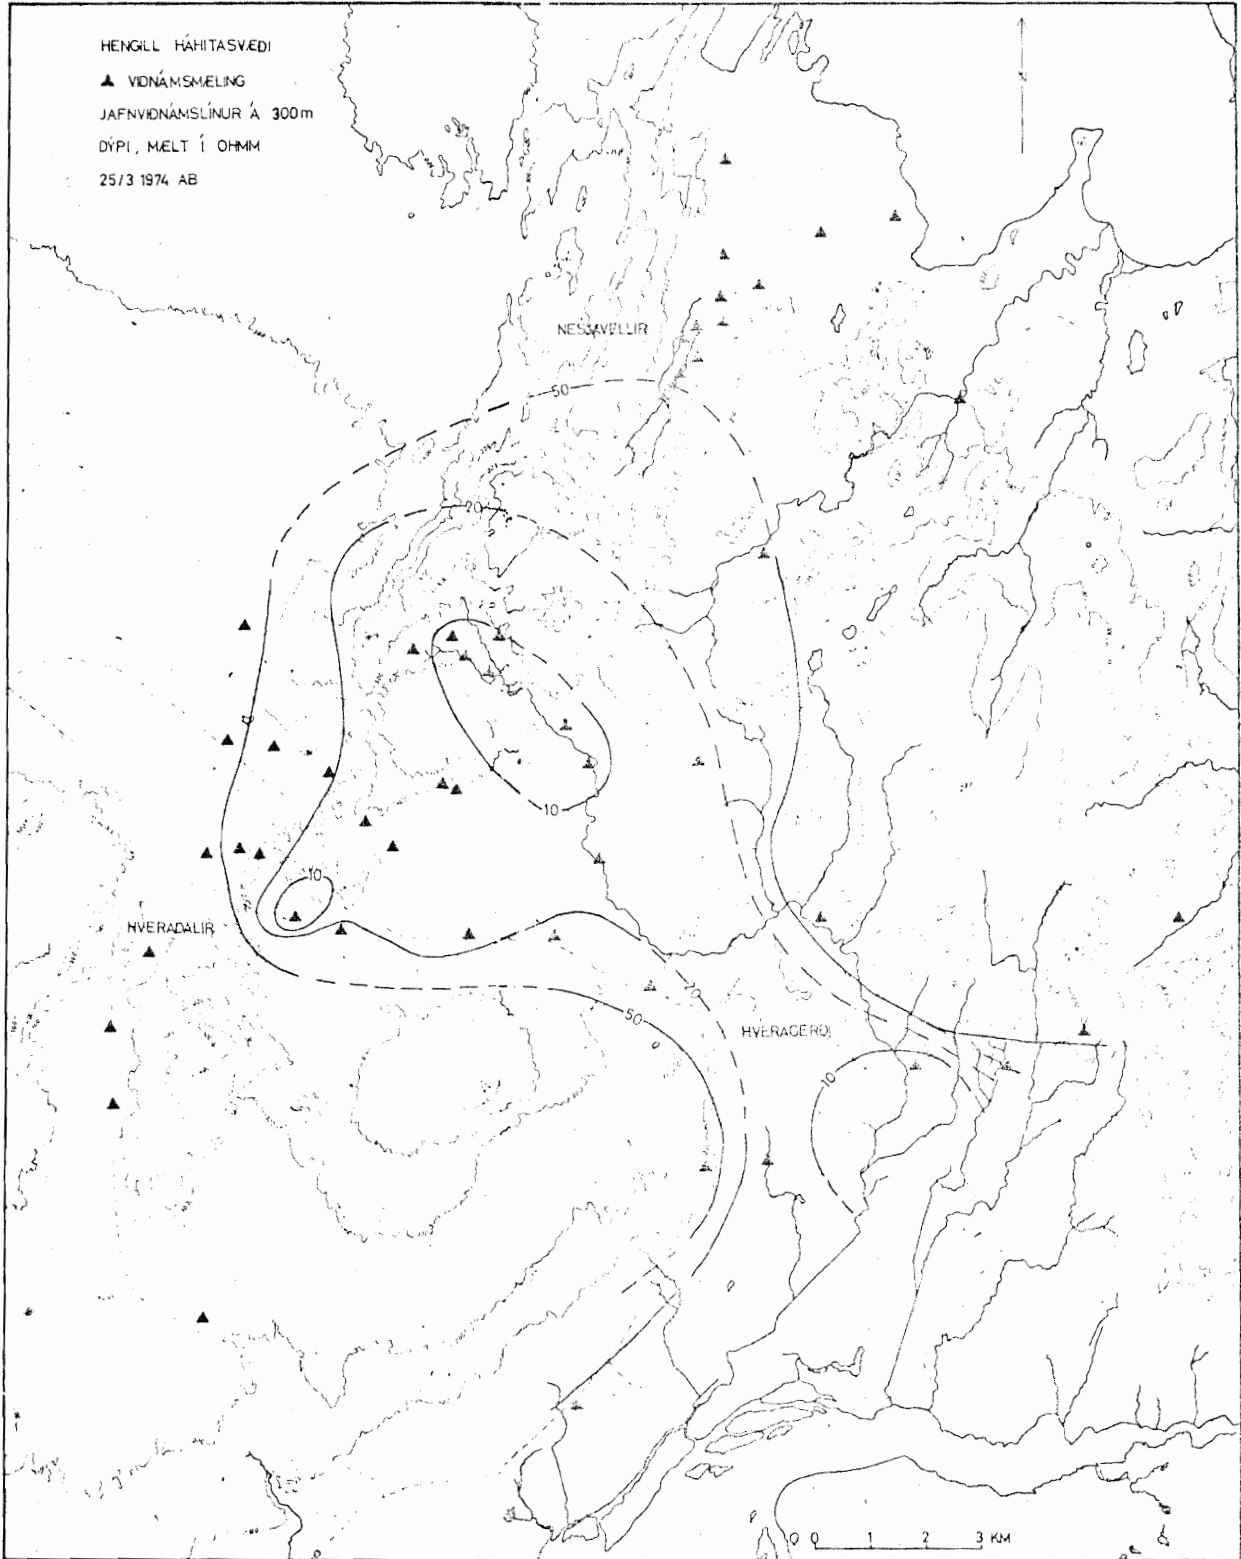 HENGILL HÁHITASVÆÐI
▲ VIÐNÁMSMÆLING
JAFNVIÐNÁMSLÍNUR Á 300m
DÝPI, MÆLT Í OHMM
25/3 1974 AB
N
NESJAVELLIR
50
20
10
10
HVERADALIR
20
50
HVERAGERÐI
10
0 1 2 3 KM